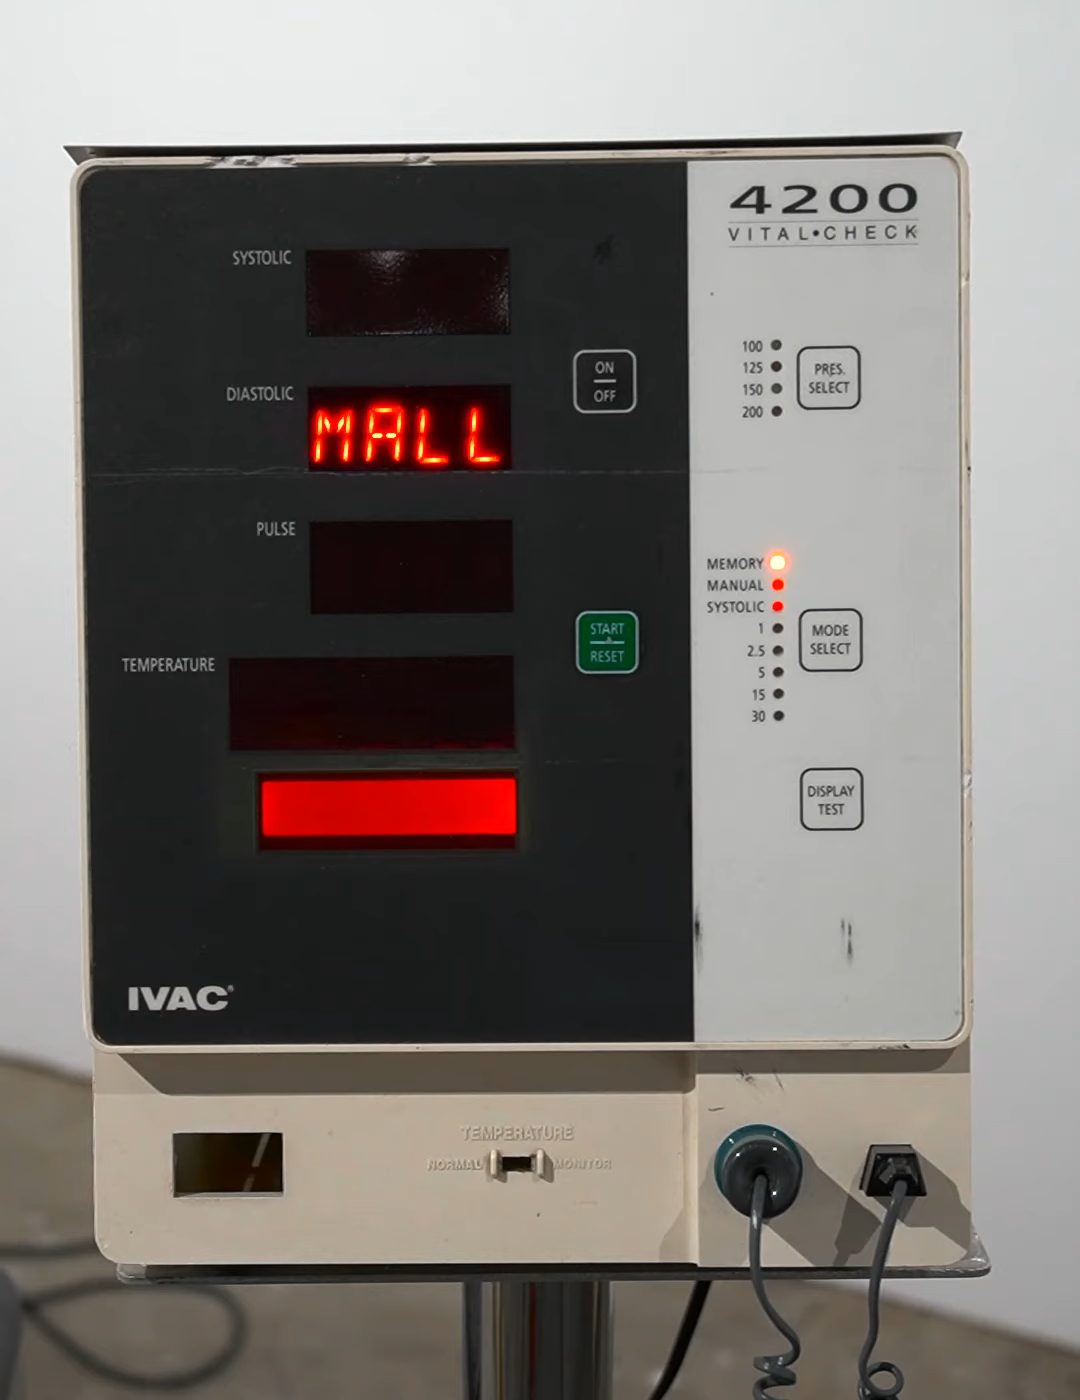 4200
VITAL•CHECK
SYSTOLIC
DIASTOLIC
MALL
PULSE
TEMPERATURE
ON
OFF
START
RESET
100
125
150
200
PRES.
SELECT
MEMORY
MANUAL
SYSTOLIC
1
2.5
5
15
30
MODE
SELECT
DISPLAY
TEST
IVAC®
TEMPERATURE
NORMAL MONITOR